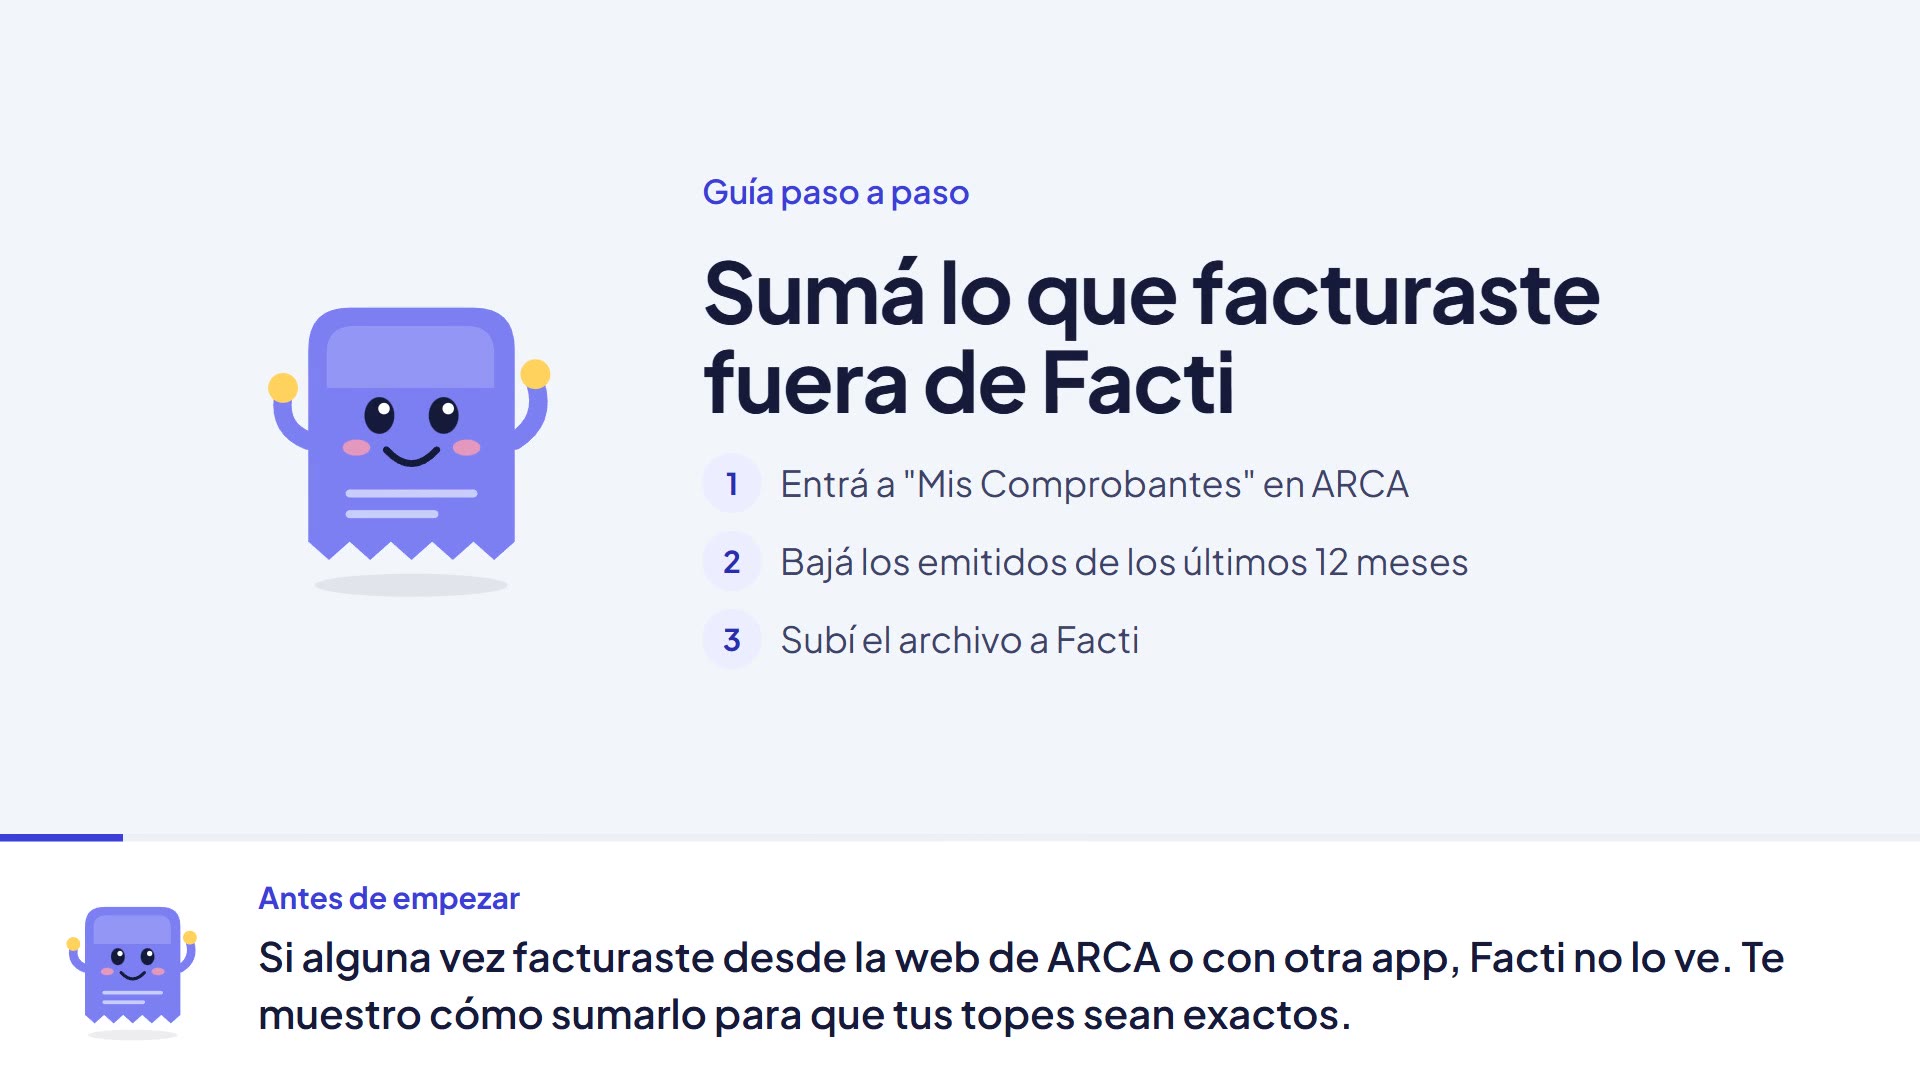 Guía paso a paso
Sumá lo que facturaste
fuera de Facti
1 Entrá a "Mis Comprobantes" en ARCA
2 Bajá los emitidos de los últimos 12 meses
3 Subí el archivo a Facti
Antes de empezar
Si alguna vez facturaste desde la web de ARCA o con otra app, Facti no lo ve. Te
muestro cómo sumarlo para que tus topes sean exactos.